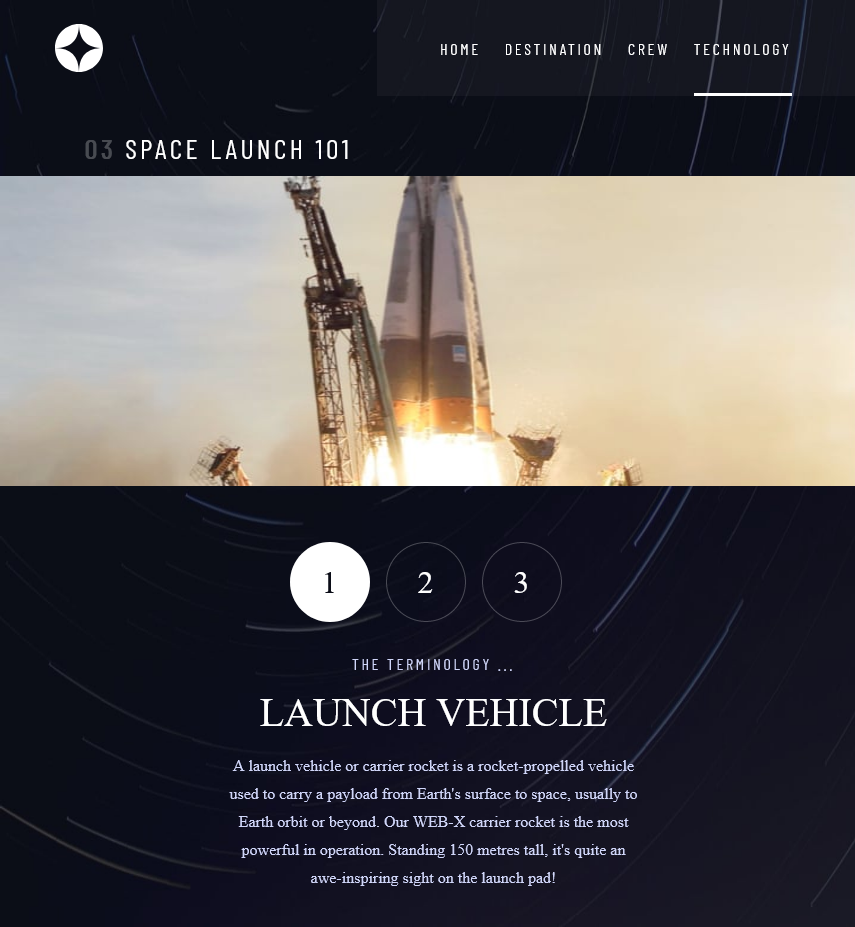 HOME DESTINATION CREW TECHNOLOGY
03 SPACE LAUNCH 101
1 2 3
THE TERMINOLOGY ...
LAUNCH VEHICLE
A launch vehicle or carrier rocket is a rocket-propelled vehicle
used to carry a payload from Earth's surface to space, usually to
Earth orbit or beyond. Our WEB-X carrier rocket is the most
powerful in operation. Standing 150 metres tall, it's quite an
awe-inspiring sight on the launch pad!